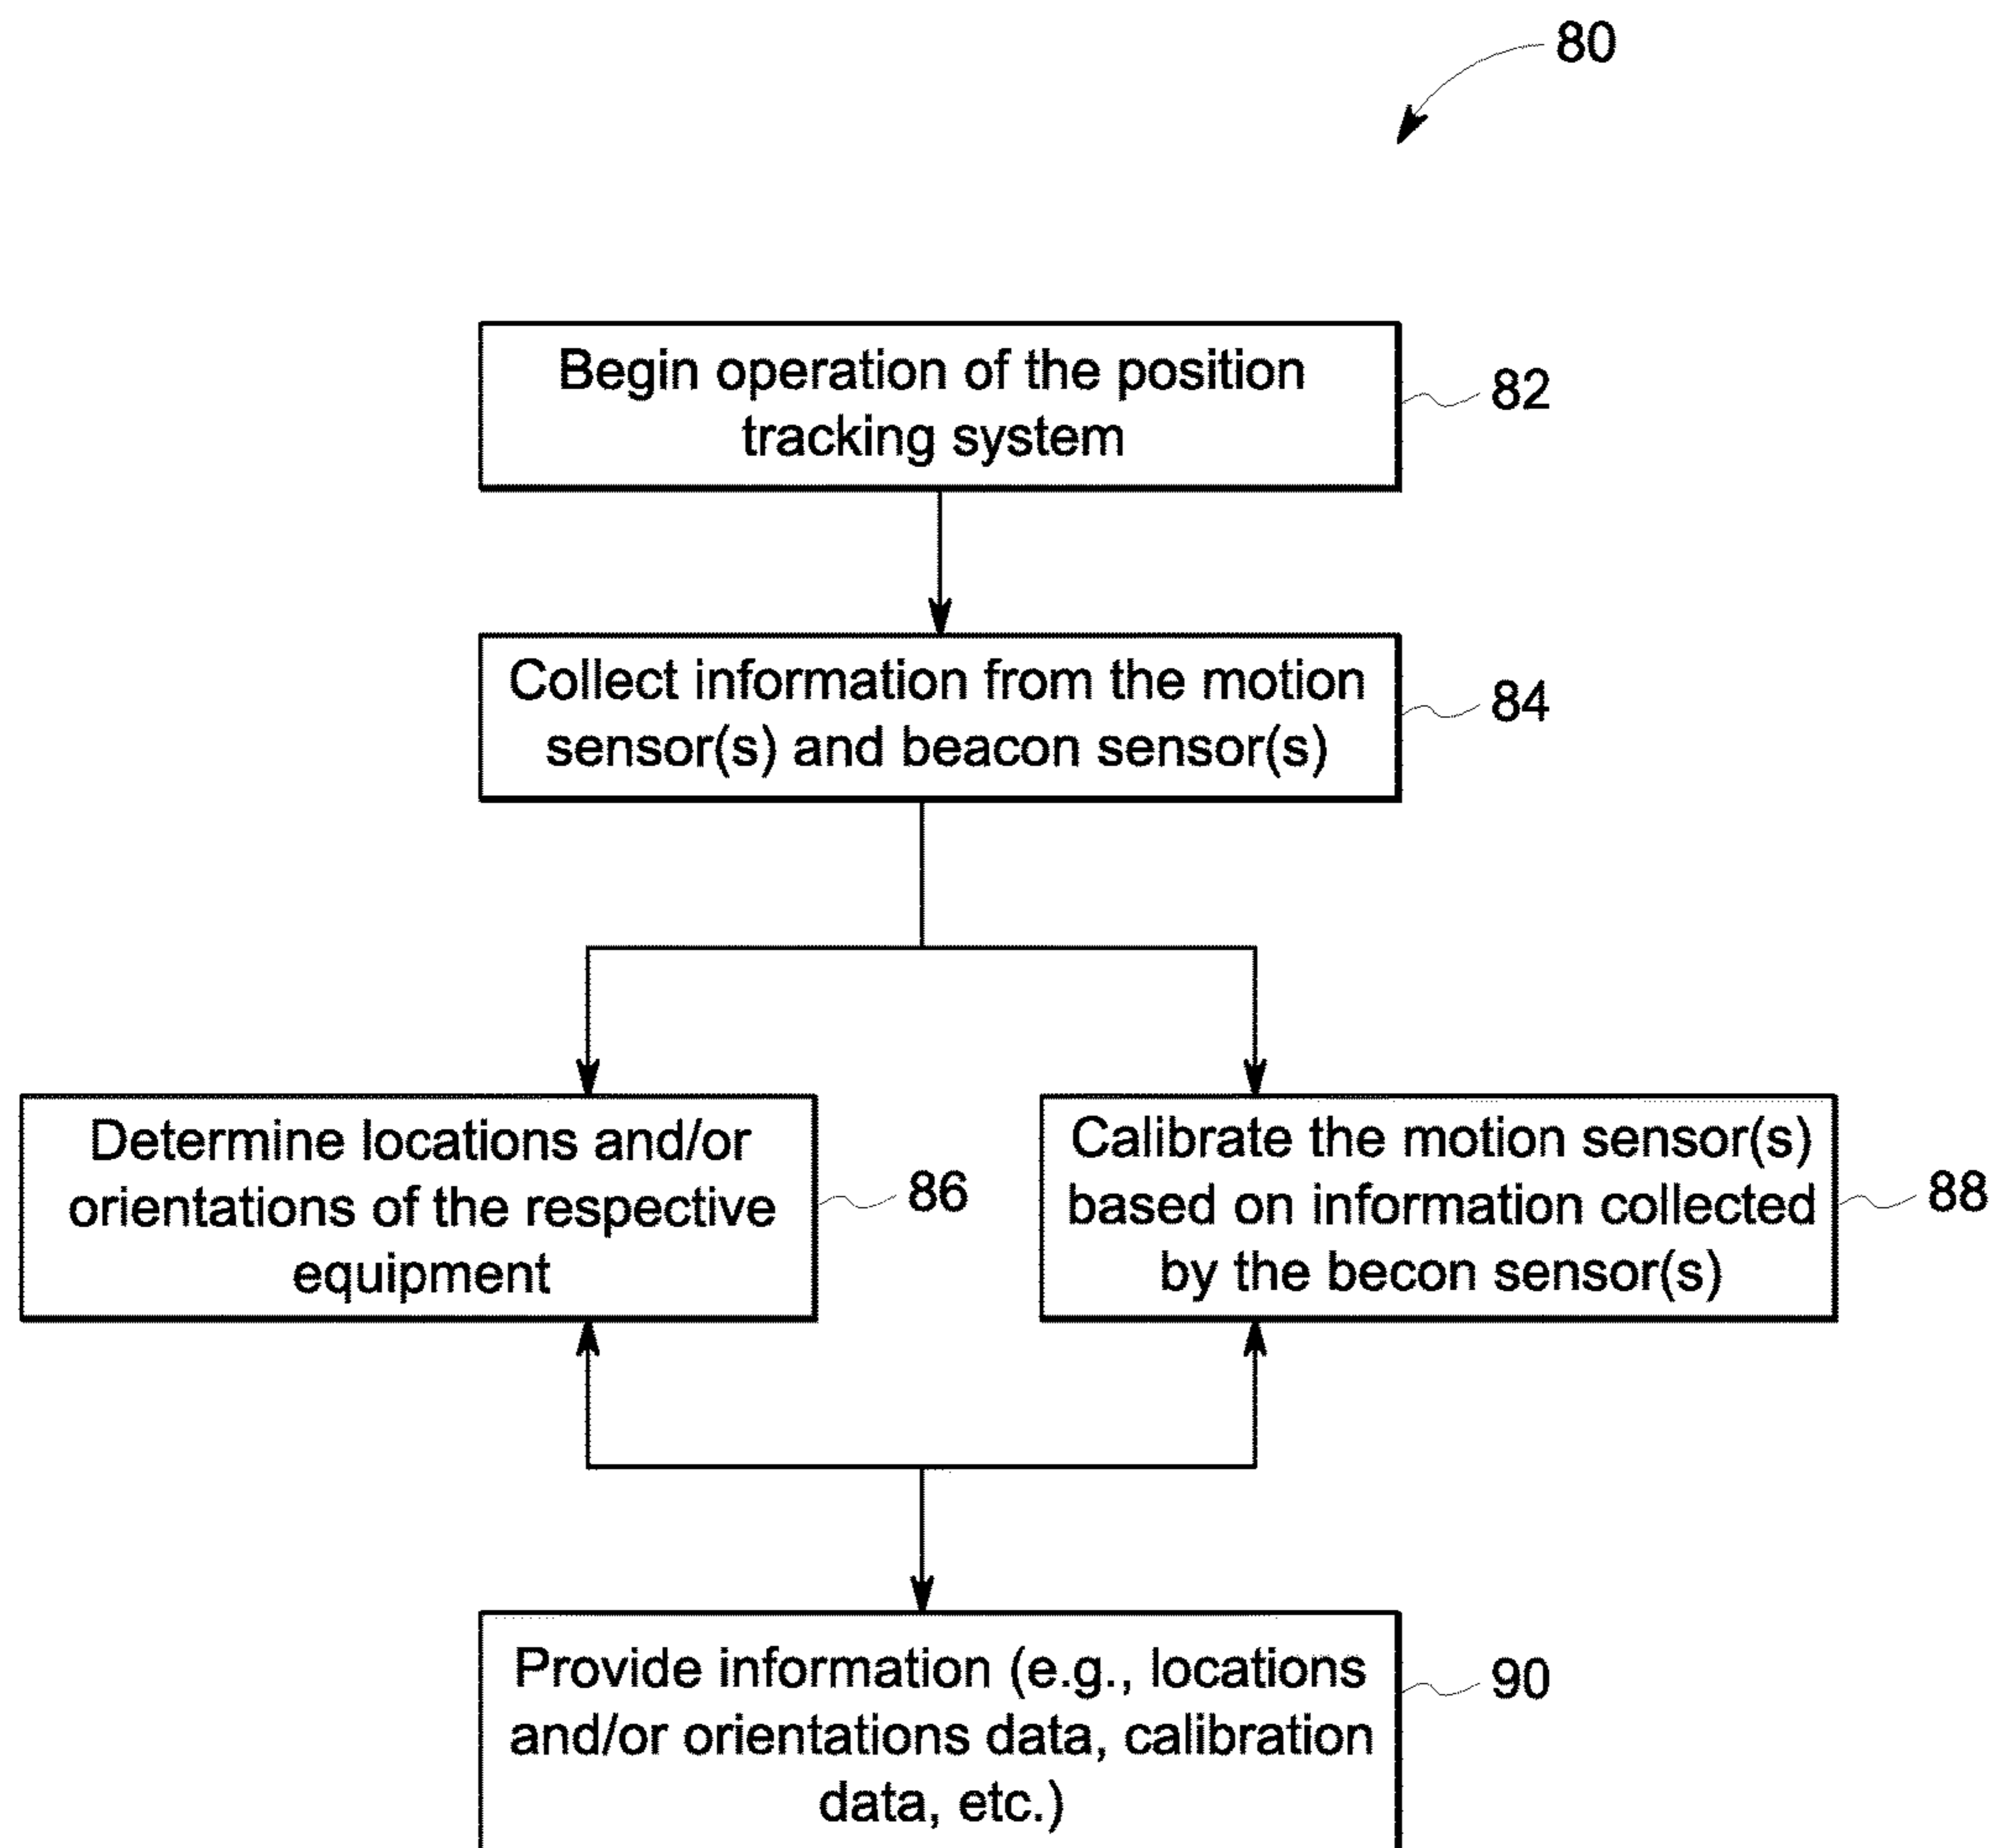 80
Begin operation of the position
tracking system
82
Collect information from the motion
sensor(s) and beacon sensor(s)
84
Determine locations and/or
orientations of the respective
equipment
86
Calibrate the motion sensor(s)
based on information collected
by the becon sensor(s)
88
Provide information (e.g., locations
and/or orientations data, calibration
data, etc.)
90